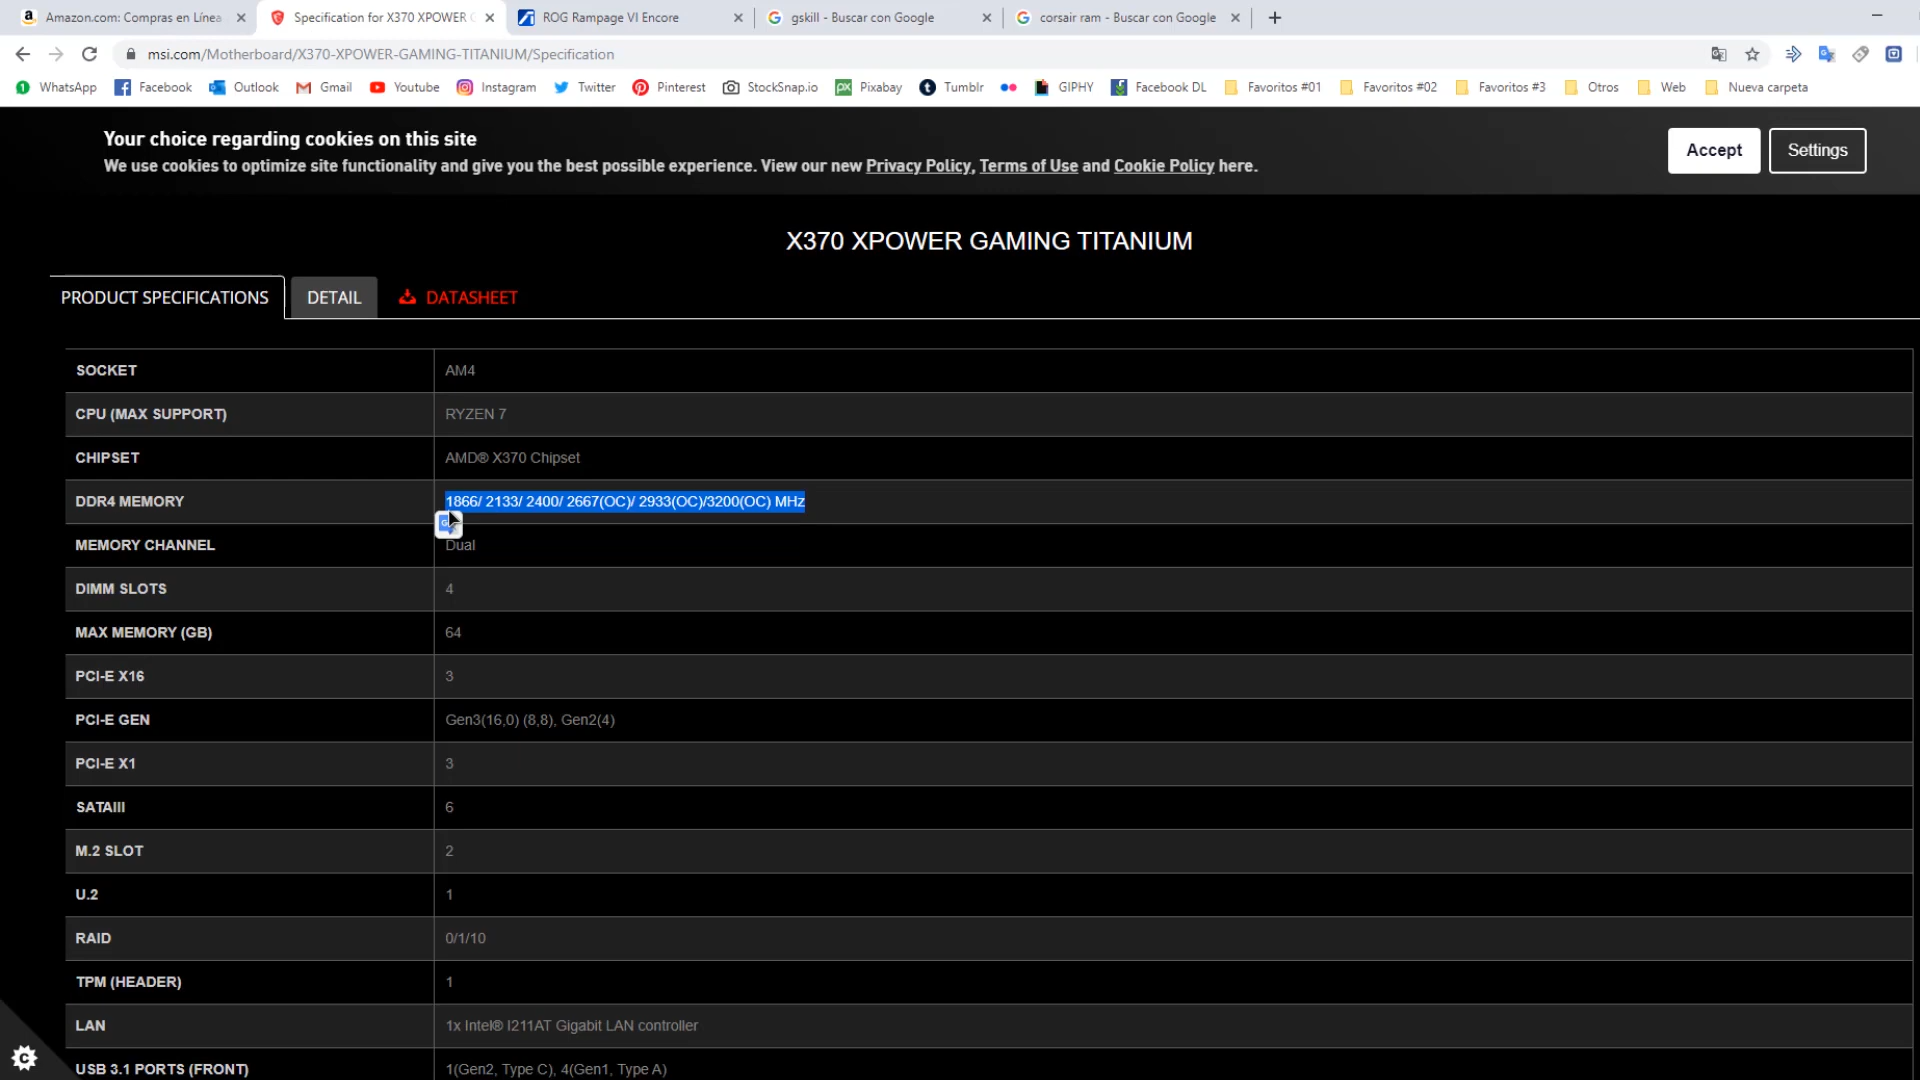 Amazon.com: Compras en Línea
Specification for X370 XPOWER G
ROG Rampage VI Encore
gskill - Buscar con Google
corsair ram - Buscar con Google
msi.com/Motherboard/X370-XPOWER-GAMING-TITANIUM/Specification
WhatsApp Facebook Outlook Gmail Youtube Instagram Twitter Pinterest StockSnap.io Pixabay Tumblr GIPHY Facebook DL Favoritos #01 Favoritos #02 Favoritos #3 Otros Web Nueva carpeta
Your choice regarding cookies on this site
We use cookies to optimize site functionality and give you the best possible experience. View our new Privacy Policy, Terms of Use and Cookie Policy here.
Accept
Settings
X370 XPOWER GAMING TITANIUM
PRODUCT SPECIFICATIONS DETAIL DATASHEET
SOCKET AM4
CPU (MAX SUPPORT) RYZEN 7
CHIPSET AMD® X370 Chipset
DDR4 MEMORY 1866/ 2133/ 2400/ 2667(OC)/ 2933(OC)/3200(OC) MHz
MEMORY CHANNEL Dual
DIMM SLOTS 4
MAX MEMORY (GB) 64
PCI-E X16 3
PCI-E GEN Gen3(16,0) (8,8), Gen2(4)
PCI-E X1 3
SATAIII 6
M.2 SLOT 2
U.2 1
RAID 0/1/10
TPM (HEADER) 1
LAN 1x Intel® I211AT Gigabit LAN controller
USB 3.1 PORTS (FRONT) 1(Gen2, Type C), 4(Gen1, Type A)